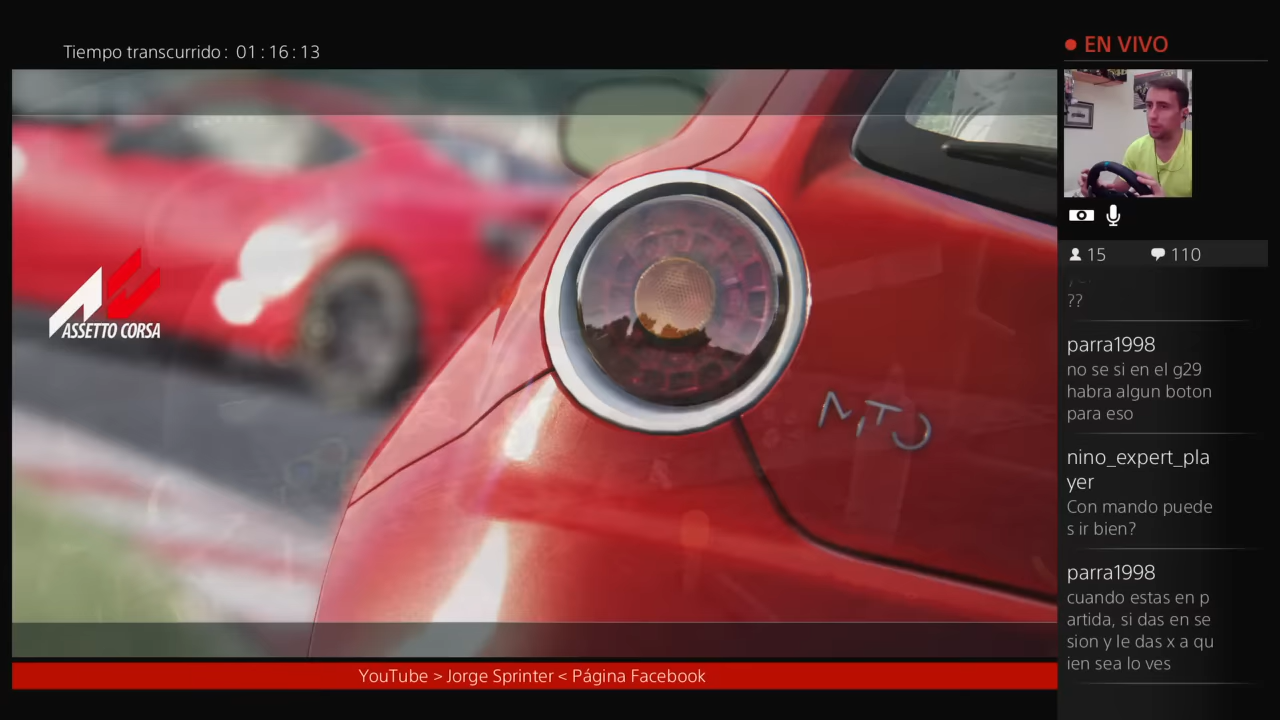 Tiempo transcurrido: 01:16:13
EN VIVO
15
110
??
parra1998
no se si en el g29
habra algun boton
para eso
nino_expert_pla
yer
Con mando puede
s ir bien?
parra1998
cuando estas en p
artida, si das en se
sion y le das x a qu
ien sea lo ves
ASSETTO CORSA
MiTo
YouTube > Jorge Sprinter < Página Facebook